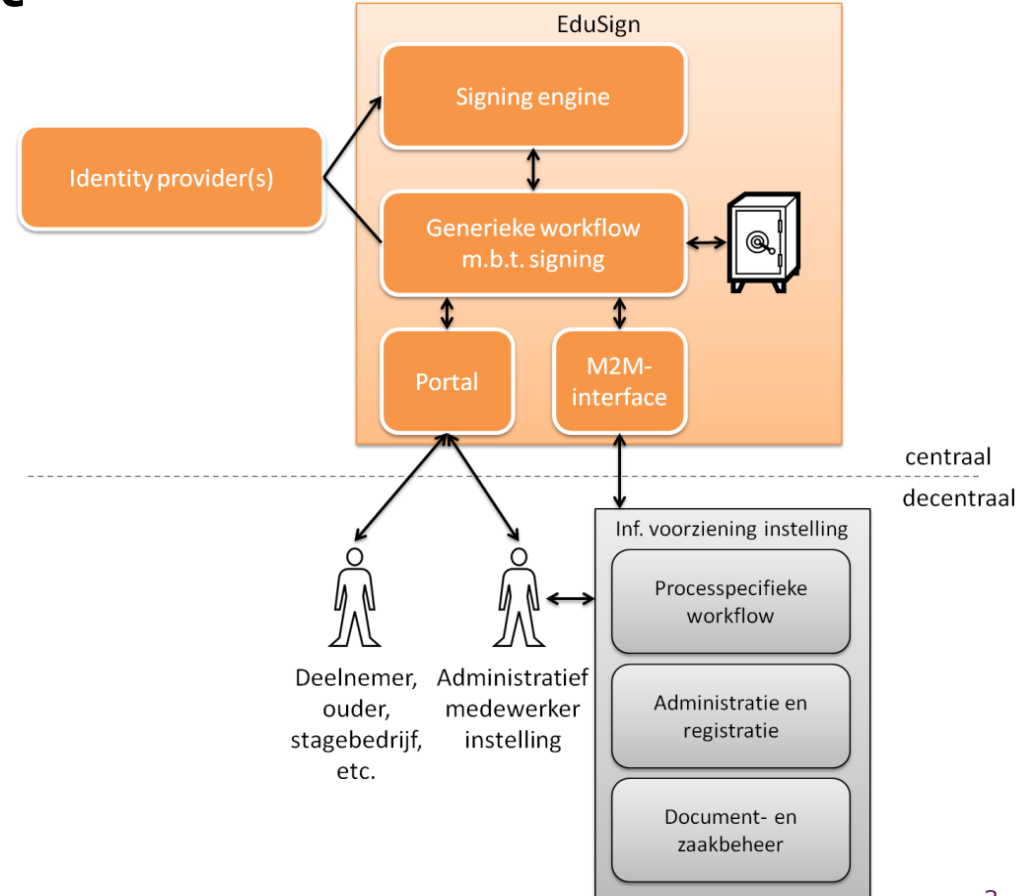 EduSign
Signing engine
Identity provider(s)
Generieke workflow
m.b.t. signing
Portal
M2M-
interface
centraal
decentraal
Inf. voorziening instelling
Processpecifieke
workflow
Administratie en
registratie
Document- en
zaakbeheer
Deelnemer,
ouder,
stagebedrijf,
etc.
Administratief
medewerker
instelling